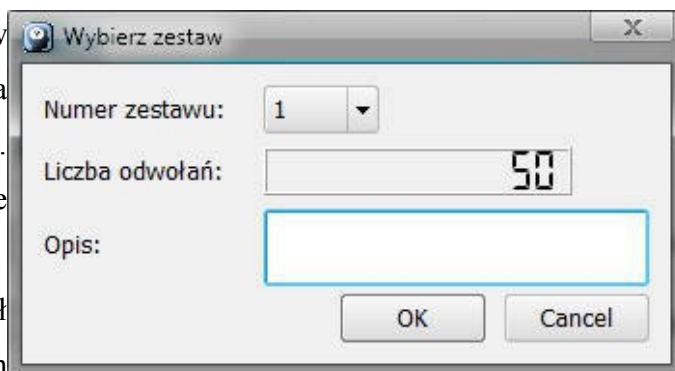 y
Wybierz zestaw
a
Numer zestawu: 1
.
Liczba odwołań: 50
e
Opis:
ł
OK Cancel
n